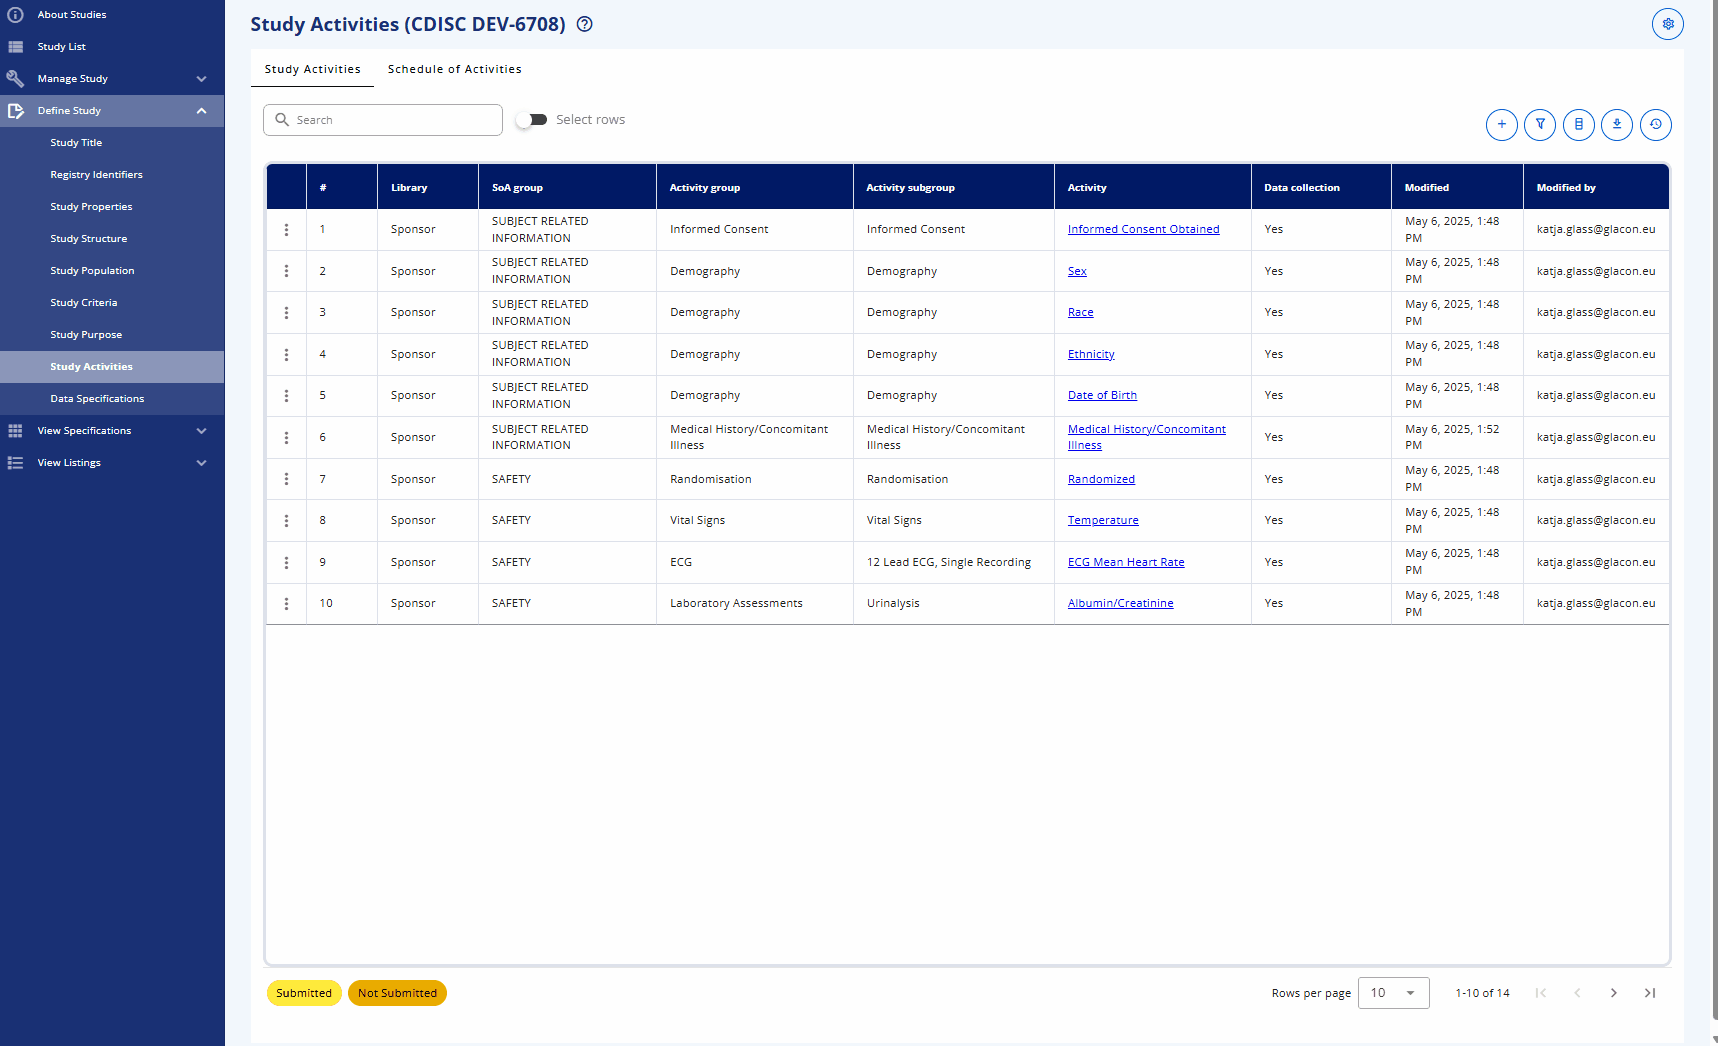 About Studies
Study List
Manage Study
Define Study
Study Title
Registry Identifiers
Study Properties
Study Structure
Study Population
Study Criteria
Study Purpose
Study Activities
Data Specifications
View Specifications
View Listings
Study Activities (CDISC DEV-6708)
Study Activities Schedule of Activities
Search Select rows
# Library SoA group Activity group Activity subgroup Activity Data collection Modified Modified by
1 Sponsor SUBJECT RELATED INFORMATION Informed Consent Informed Consent Informed Consent Obtained Yes May 6, 2025, 1:48 PM katja.glass@glacon.eu
2 Sponsor SUBJECT RELATED INFORMATION Demography Demography Sex Yes May 6, 2025, 1:48 PM katja.glass@glacon.eu
3 Sponsor SUBJECT RELATED INFORMATION Demography Demography Race Yes May 6, 2025, 1:48 PM katja.glass@glacon.eu
4 Sponsor SUBJECT RELATED INFORMATION Demography Demography Ethnicity Yes May 6, 2025, 1:48 PM katja.glass@glacon.eu
5 Sponsor SUBJECT RELATED INFORMATION Demography Demography Date of Birth Yes May 6, 2025, 1:48 PM katja.glass@glacon.eu
6 Sponsor SUBJECT RELATED INFORMATION Medical History/Concomitant Illness Medical History/Concomitant Illness Medical History/Concomitant Illness Yes May 6, 2025, 1:52 PM katja.glass@glacon.eu
7 Sponsor SAFETY Randomisation Randomisation Randomized Yes May 6, 2025, 1:48 PM katja.glass@glacon.eu
8 Sponsor SAFETY Vital Signs Vital Signs Temperature Yes May 6, 2025, 1:48 PM katja.glass@glacon.eu
9 Sponsor SAFETY ECG 12 Lead ECG, Single Recording ECG Mean Heart Rate Yes May 6, 2025, 1:48 PM katja.glass@glacon.eu
10 Sponsor SAFETY Laboratory Assessments Urinalysis Albumin/Creatinine Yes May 6, 2025, 1:48 PM katja.glass@glacon.eu
Submitted Not Submitted Rows per page 10 1-10 of 14